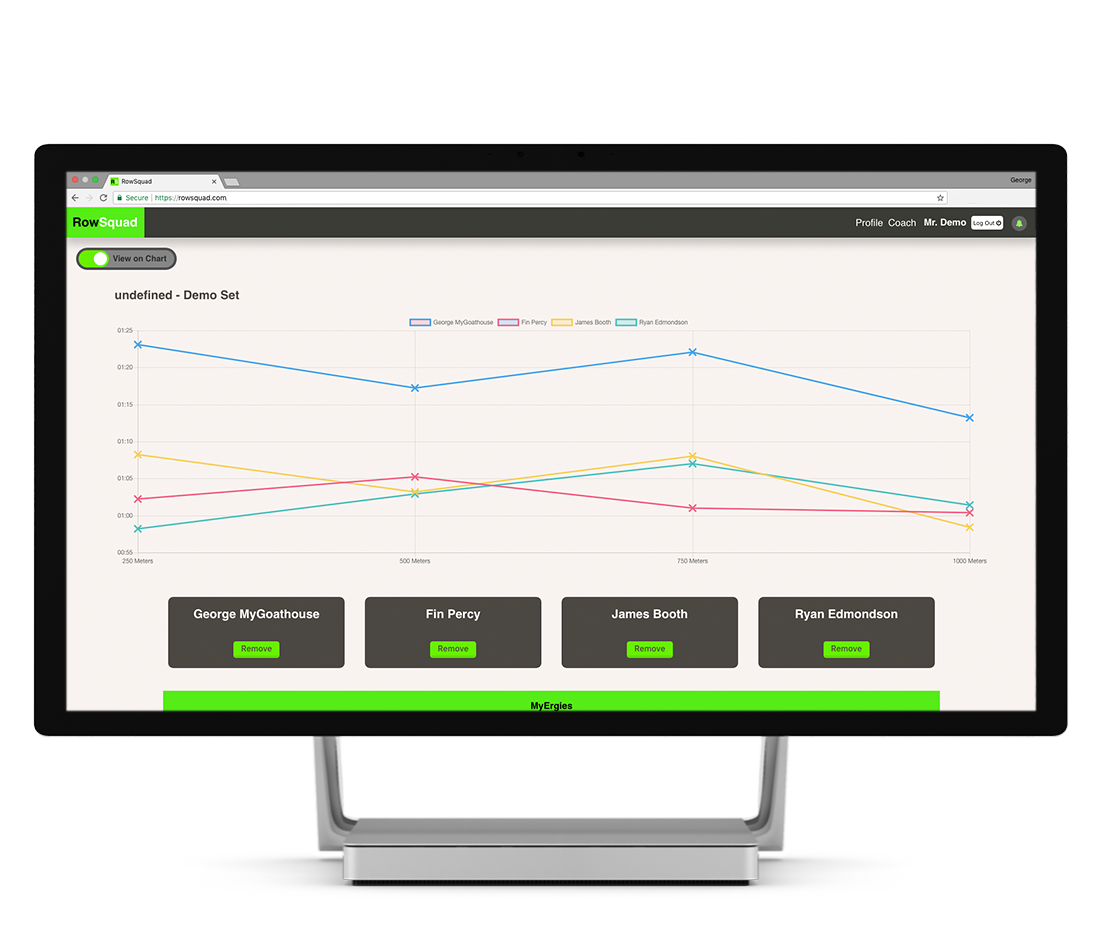 RowSquad
George
Secure | https://rowsquad.com
RowSquad
Profile Coach Mr. Demo Log Out
View on Chart
undefined - Demo Set
George MyGoathouse Fin Percy James Booth Ryan Edmondson
01:25
01:20
01:15
01:10
01:05
01:00
00:55
250 Meters 500 Meters 750 Meters 1000 Meters
George MyGoathouse Fin Percy James Booth Ryan Edmondson
Remove Remove Remove Remove
MyErgies